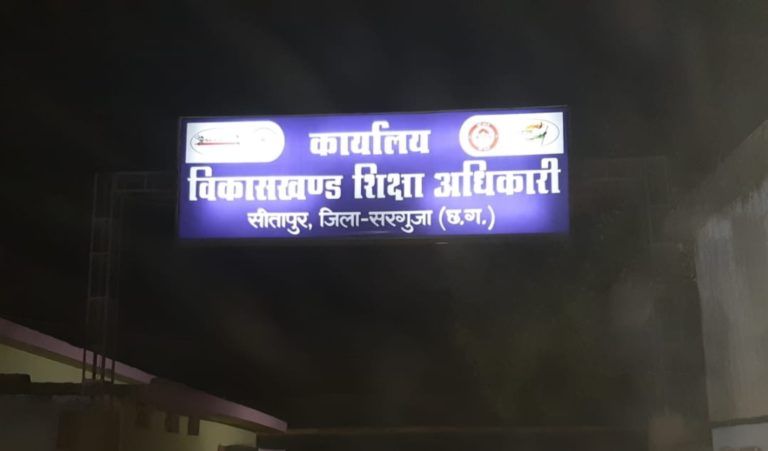 कार्यालय
विकासखण्ड शिक्षा अधिकारी
सीतापुर, जिला-सरगुजा (छ.ग.)